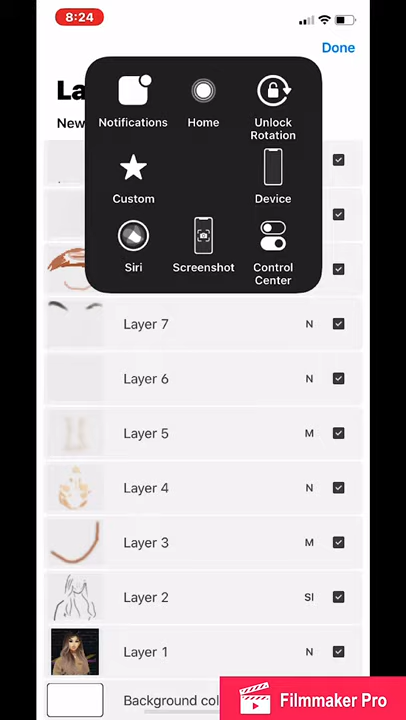 8:24
Done
La
New
Notifications
Home
Unlock
Rotation
Custom
Device
Siri
Screenshot
Control
Center
Layer 7 N
Layer 6 N
Layer 5 M
Layer 4 N
Layer 3 M
Layer 2 SI
Layer 1 N
Background col
Filmmaker Pro